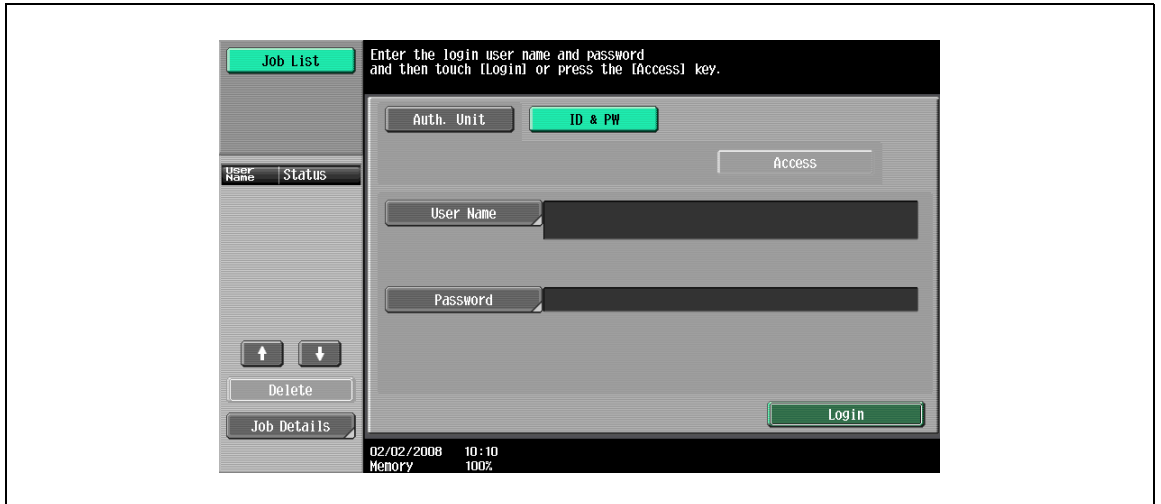 Job List
Enter the login user name and password
and then touch [Login] or press the [Access] key.
Auth. Unit
ID & PW
Access
User
Name
Status
User Name
Password
Delete
Job Details
Login
02/02/2008 10:10
Memory 100%